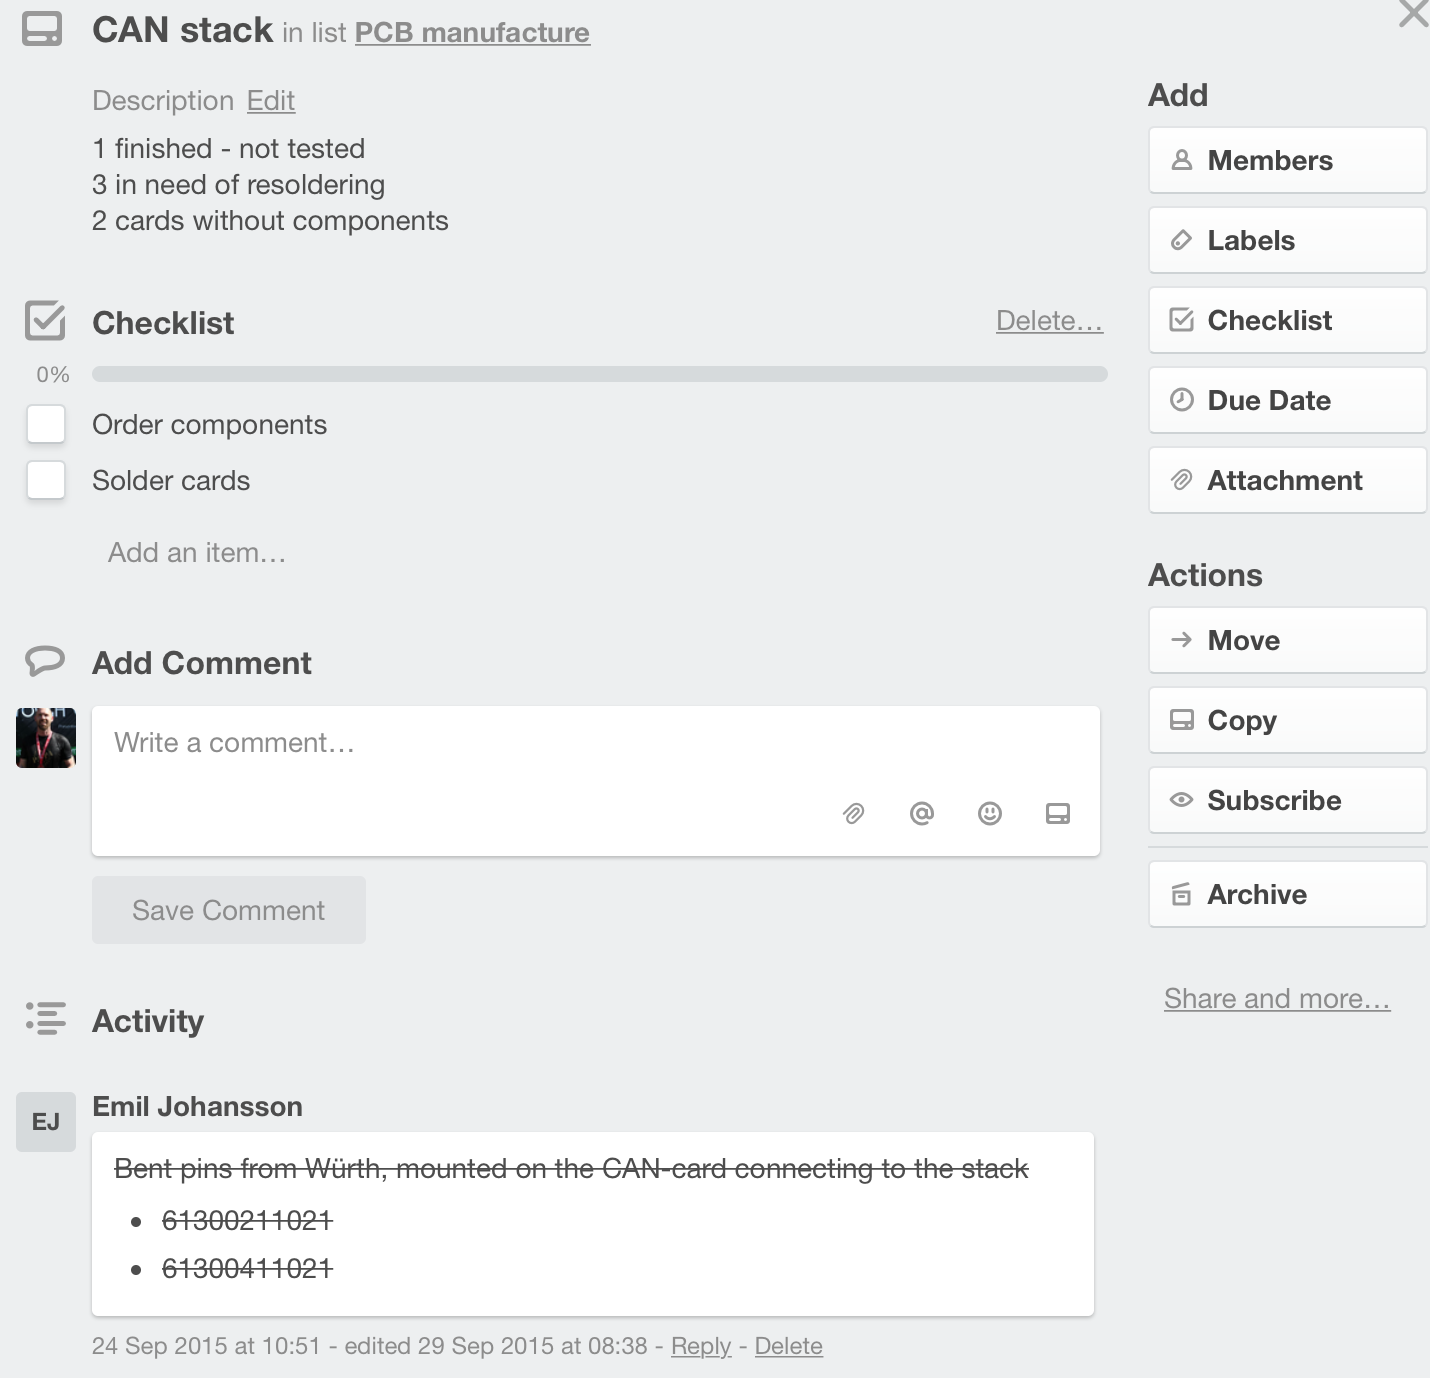 CAN stack in list PCB manufacture
Description Edit
1 finished - not tested
3 in need of resoldering
2 cards without components
Checklist Delete…
0%
Order components
Solder cards
Add an item…
Add Comment
Write a comment…
Save Comment
Activity
EJ Emil Johansson
Bent pins from Würth, mounted on the CAN-card connecting to the stack
• 61300211021
• 61300411021
24 Sep 2015 at 10:51 - edited 29 Sep 2015 at 08:38 - Reply - Delete
Add
Members
Labels
Checklist
Due Date
Attachment
Actions
Move
Copy
Subscribe
Archive
Share and more…